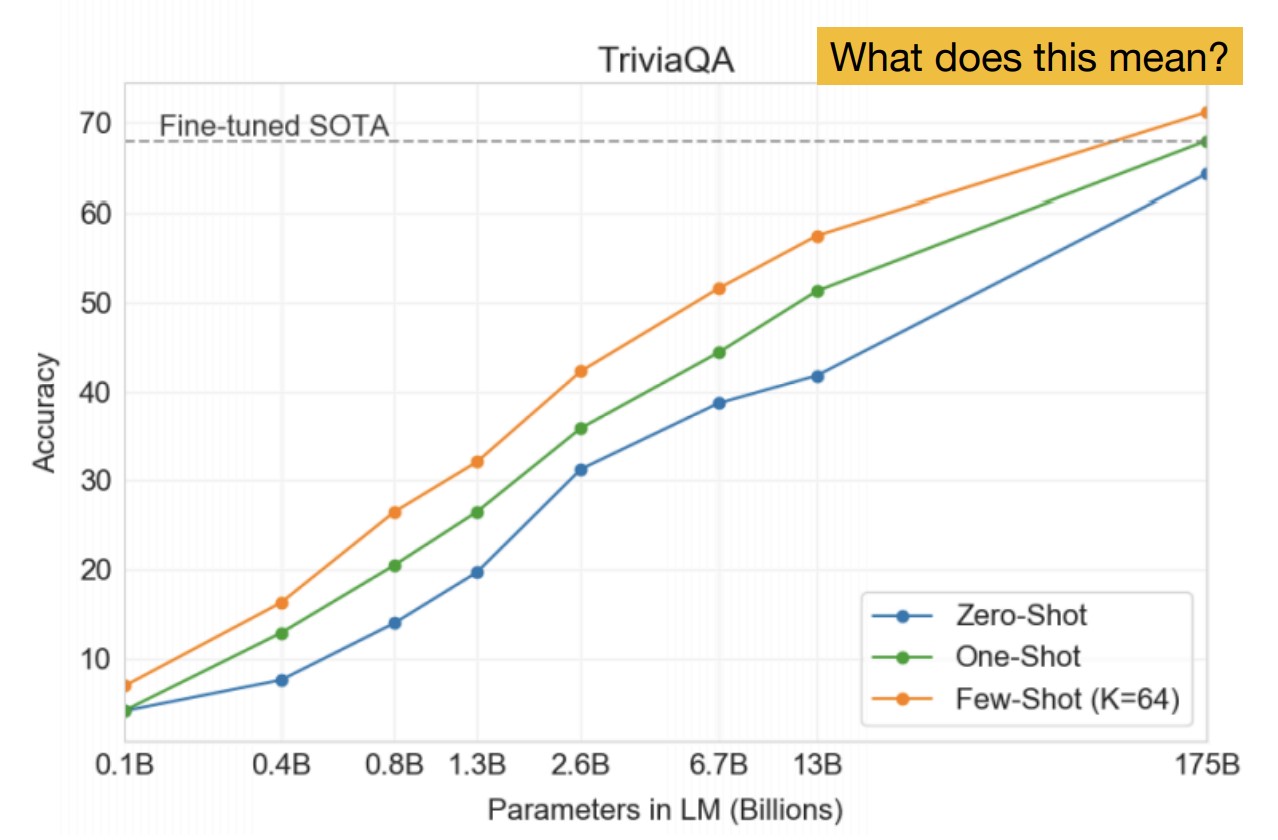 TriviaQA
What does this mean?
Fine-tuned SOTA
70
60
50
40
30
20
10
Accuracy
Zero-Shot
One-Shot
Few-Shot (K=64)
0.1B 0.4B 0.8B 1.3B 2.6B 6.7B 13B 175B
Parameters in LM (Billions)